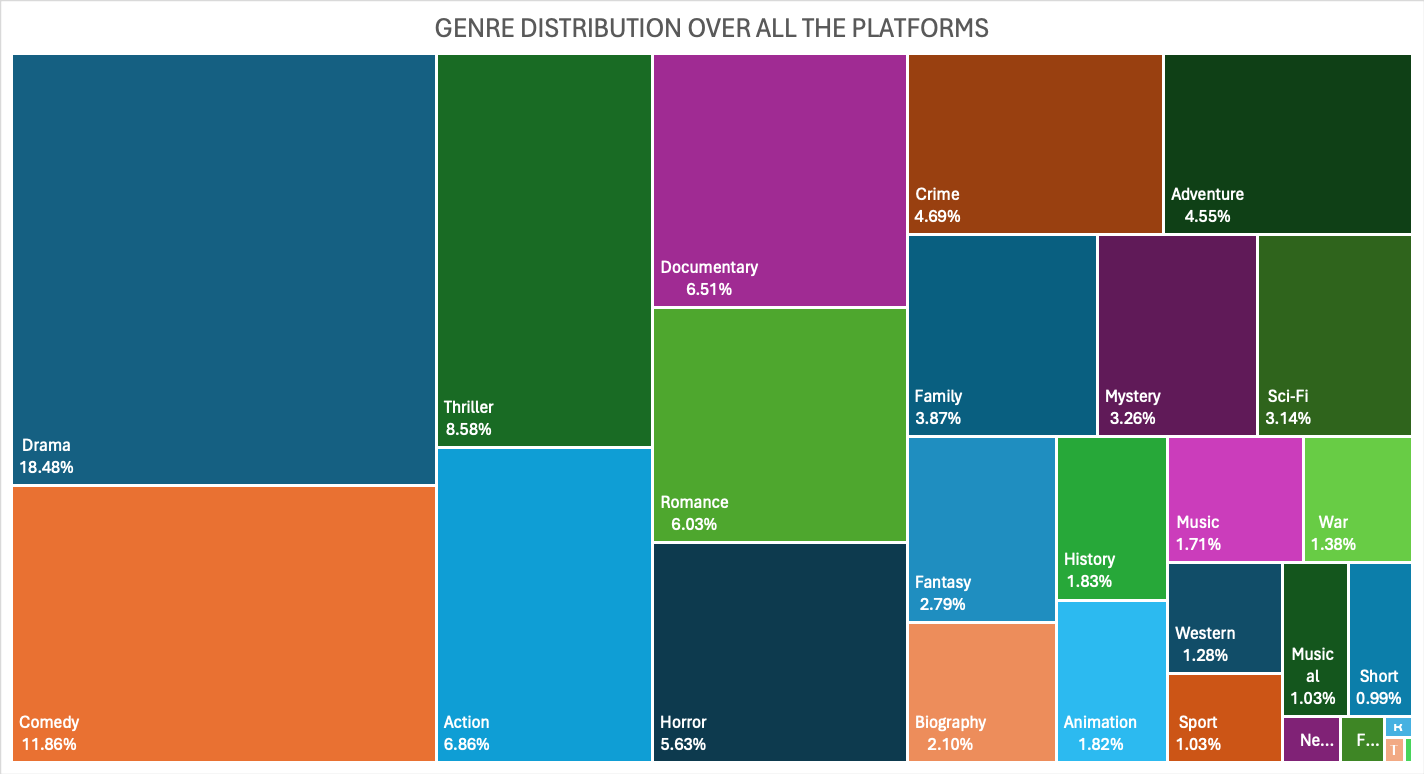 GENRE DISTRIBUTION OVER ALL THE PLATFORMS
Drama
18.48%
Comedy
11.86%
Thriller
8.58%
Action
6.86%
Documentary
6.51%
Romance
6.03%
Horror
5.63%
Crime
4.69%
Adventure
4.55%
Family
3.87%
Mystery
3.26%
Sci-Fi
3.14%
Fantasy
2.79%
Biography
2.10%
History
1.83%
Animation
1.82%
Music
1.71%
War
1.38%
Western
1.28%
Sport
1.03%
Music
al
1.03%
Short
0.99%
Ne...
F...